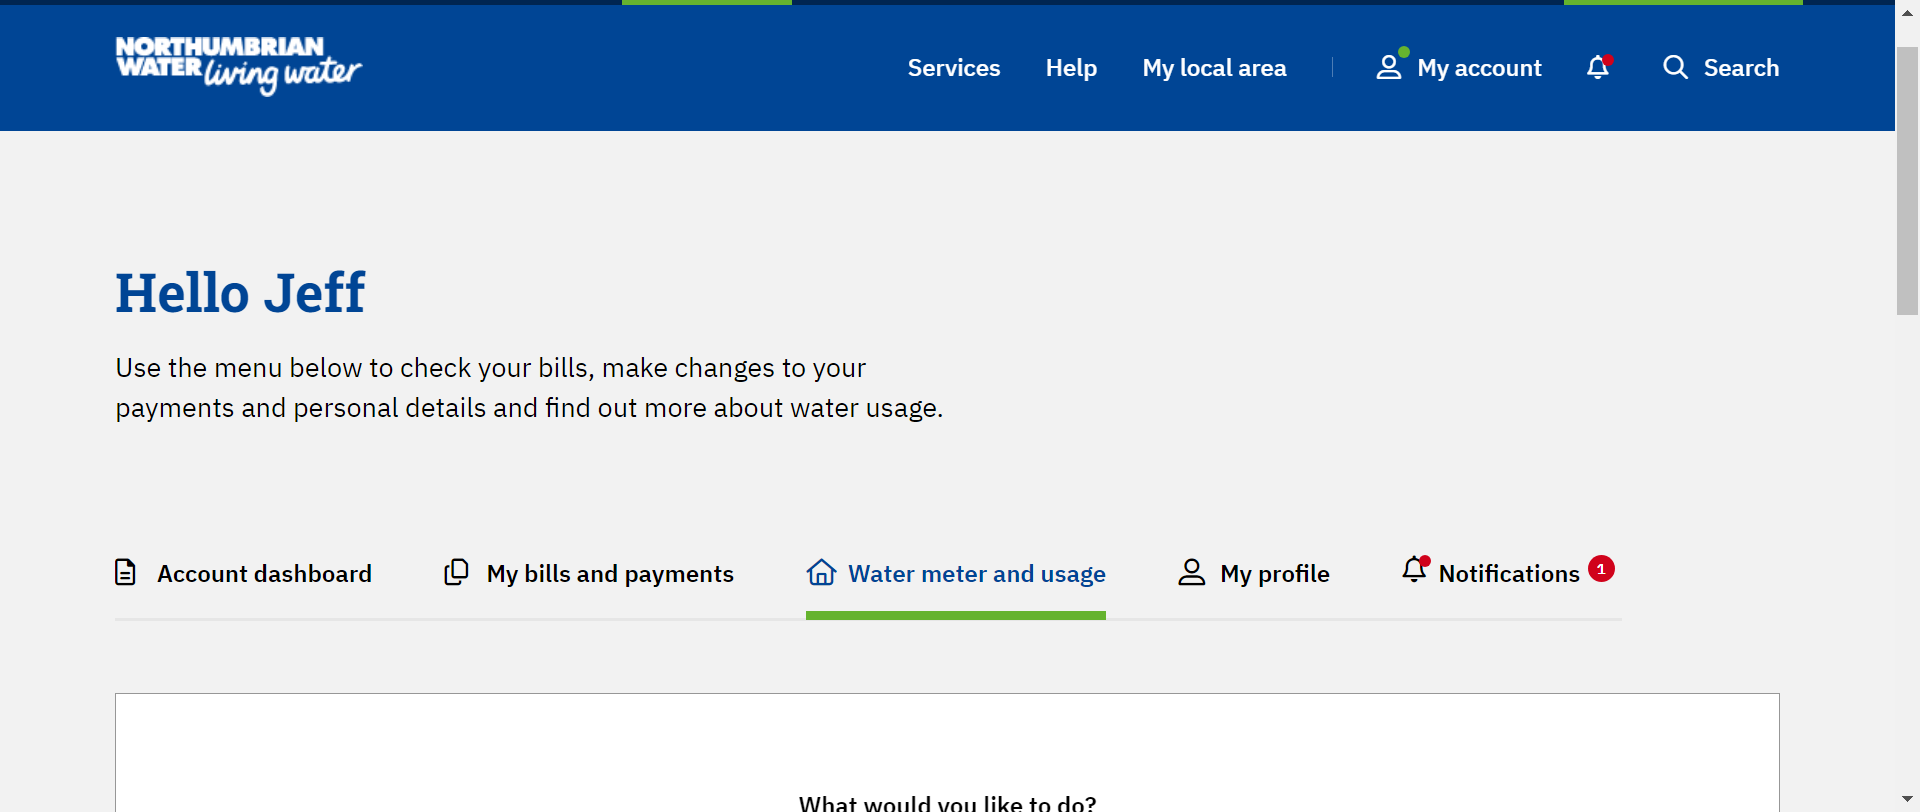 NORTHUMBRIAN
WATER living water
Services
Help
My local area
My account
Search
Hello Jeff
Use the menu below to check your bills, make changes to your
payments and personal details and find out more about water usage.
Account dashboard
My bills and payments
Water meter and usage
My profile
Notifications 1
What would you like to do?